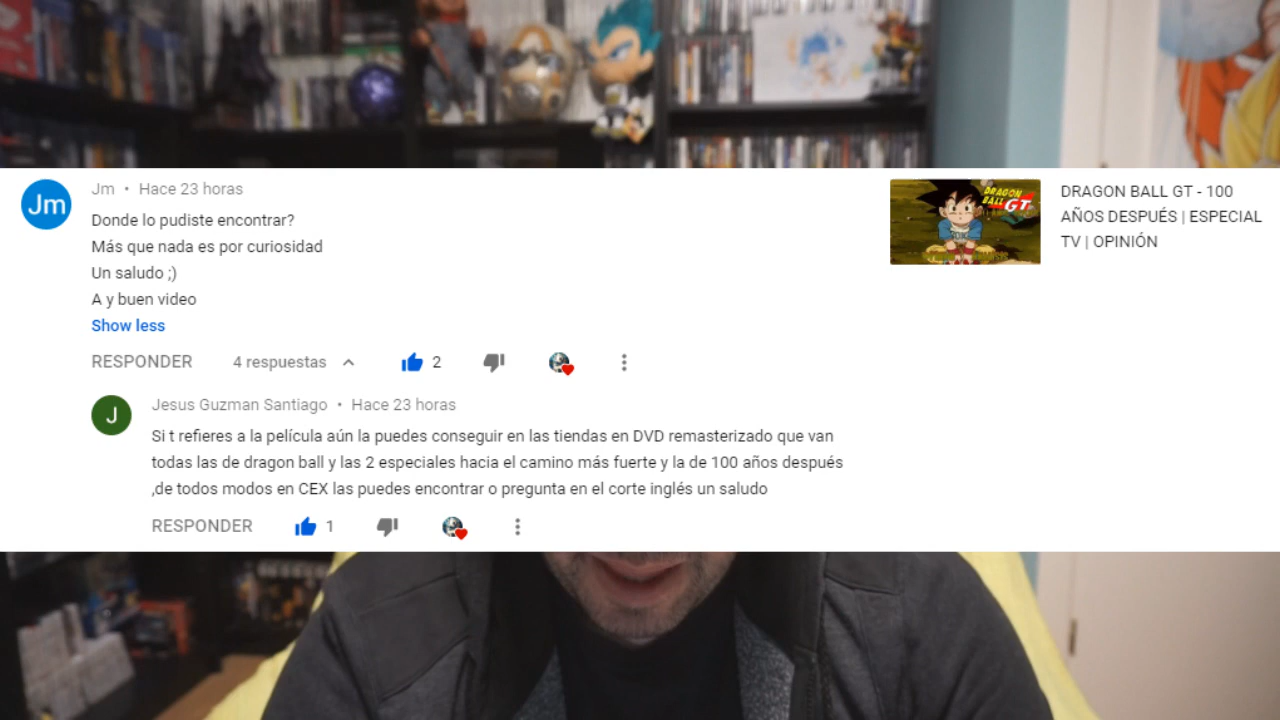 Jm • Hace 23 horas
Jm
Donde lo pudiste encontrar?
Más que nada es por curiosidad
Un saludo ;)
A y buen video
Show less
RESPONDER 4 respuestas 2
DRAGON BALL GT
DRAGON BALL GT - 100
AÑOS DESPUÉS | ESPECIAL
TV | OPINIÓN
J
Jesus Guzman Santiago • Hace 23 horas
Si t refieres a la película aún la puedes conseguir en las tiendas en DVD remasterizado que van
todas las de dragon ball y las 2 especiales hacia el camino más fuerte y la de 100 años después
,de todos modos en CEX las puedes encontrar o pregunta en el corte inglés un saludo
RESPONDER 1